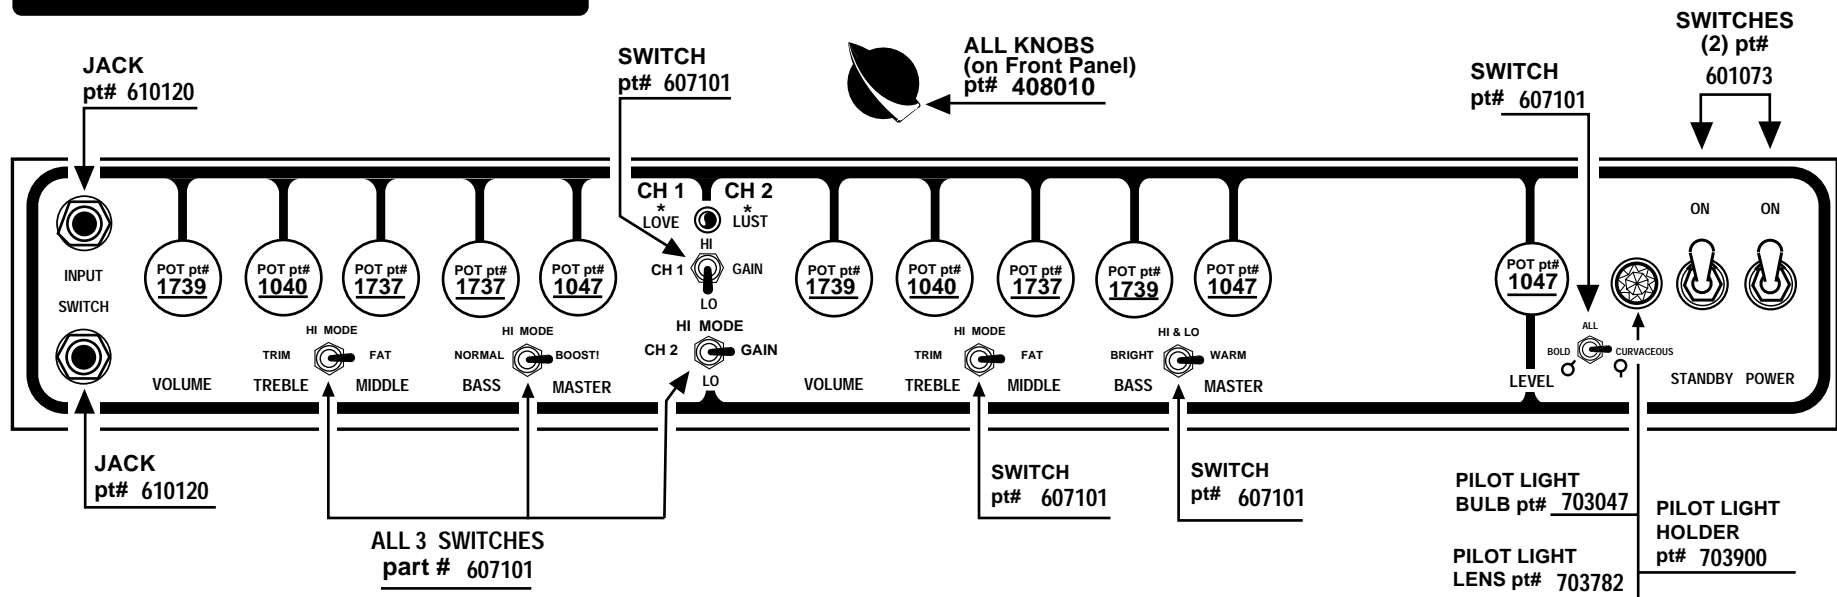 JACK
pt# 610120
SWITCH
pt# 607101
ALL KNOBS
(on Front Panel)
pt# 408010
SWITCH
pt# 607101
SWITCHES
(2) pt#
601073
CH 1 CH 2
* *
LOVE LUST
HI
CH 1 GAIN
LO
HI MODE
CH 2 GAIN
LO
INPUT
SWITCH
POT pt#
1739
POT pt#
1040
POT pt#
1737
POT pt#
1737
POT pt#
1047
HI MODE
TRIM FAT
HI MODE
NORMAL BOOST!
VOLUME TREBLE MIDDLE BASS MASTER
POT pt#
1739
POT pt#
1040
POT pt#
1737
POT pt#
1739
POT pt#
1047
HI MODE
TRIM FAT
HI & LO
BRIGHT WARM
VOLUME TREBLE MIDDLE BASS MASTER
POT pt#
1047
LEVEL
ALL
BOLD CURVACEOUS
ON ON
STANDBY POWER
JACK
pt# 610120
ALL 3 SWITCHES
part # 607101
SWITCH
pt# 607101
SWITCH
pt# 607101
PILOT LIGHT
BULB pt# 703047
PILOT LIGHT
LENS pt# 703782
PILOT LIGHT
HOLDER
pt# 703900